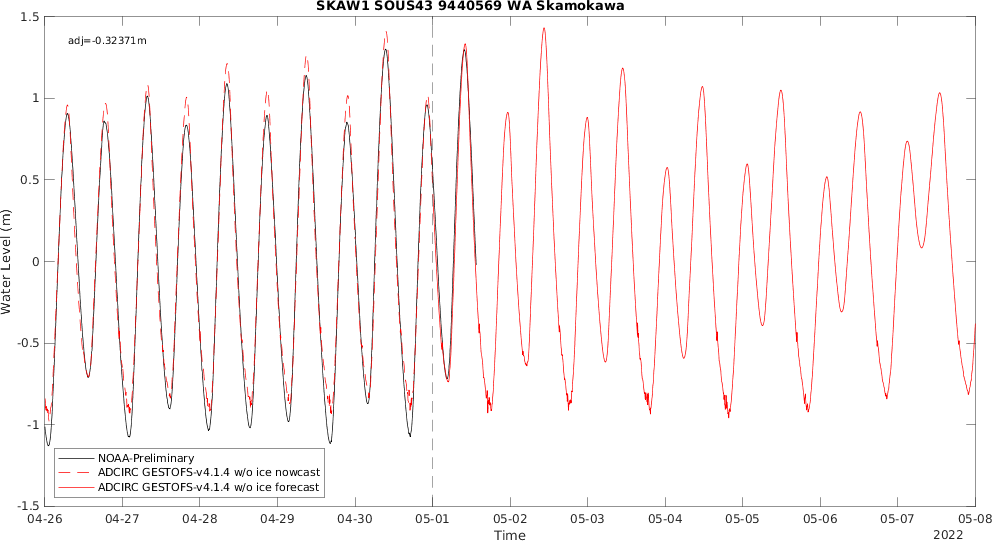 SKAW1 SOUS43 9440569 WA Skamokawa
adj=-0.32371m
1.5
1
0.5
0
-0.5
-1
-1.5
Water Level (m)
NOAA-Preliminary
ADCIRC GESTOFS-v4.1.4 w/o ice nowcast
ADCIRC GESTOFS-v4.1.4 w/o ice forecast
04-26 04-27 04-28 04-29 04-30 05-01 05-02 05-03 05-04 05-05 05-06 05-07 05-08
Time
2022